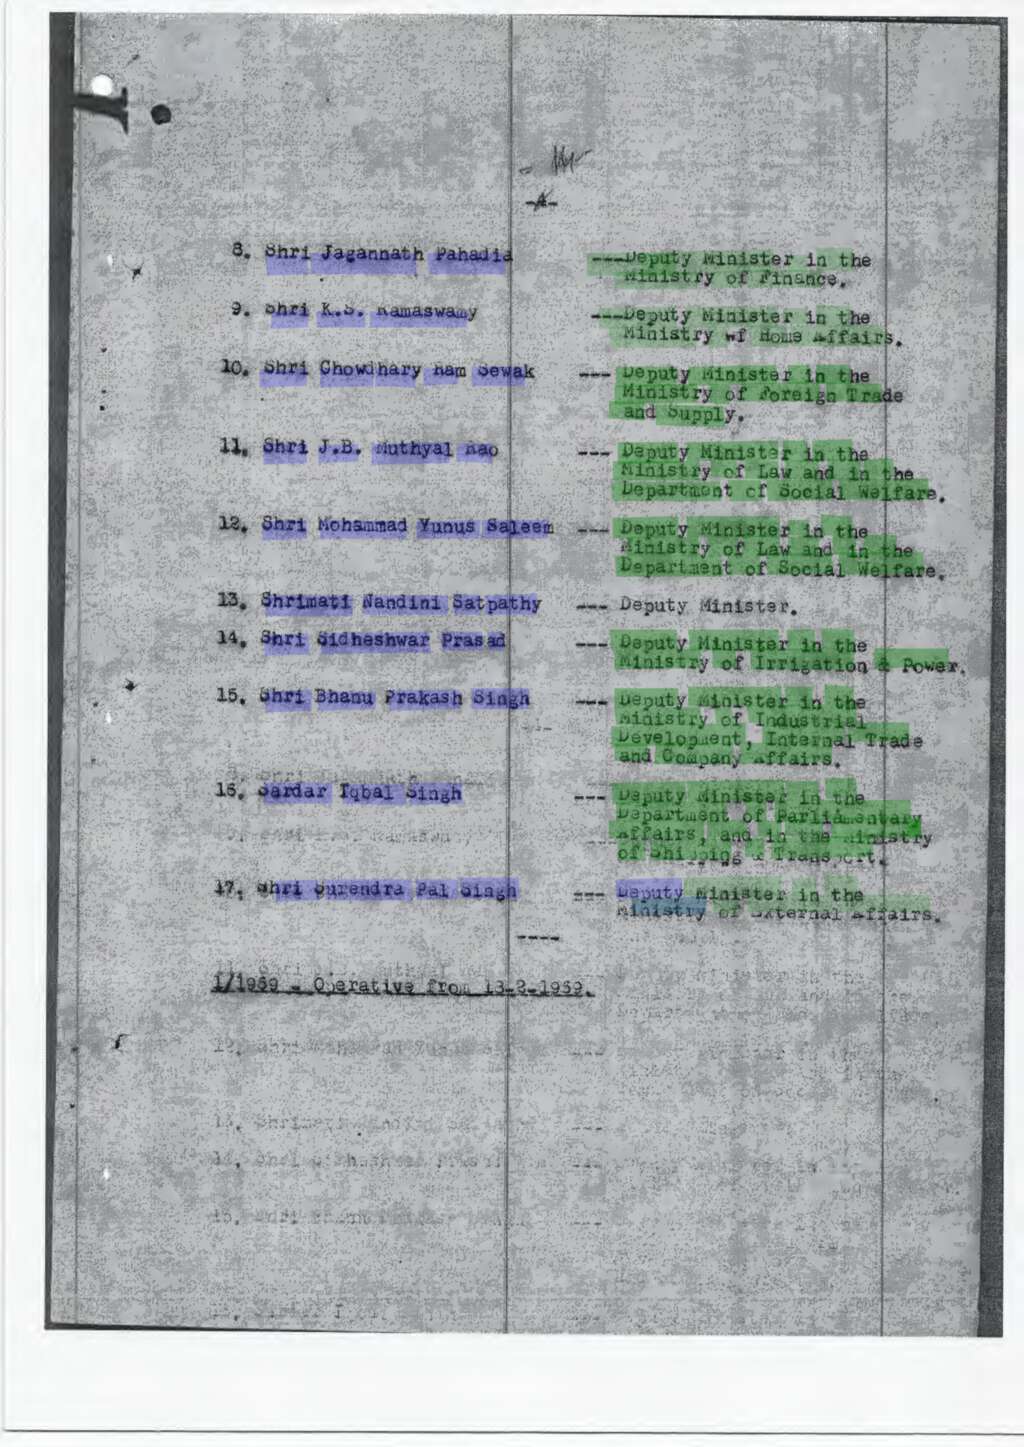 8. Shri Jagannath Pahadia ---Deputy Minister in the
Ministry of Finance.
9. Shri K.S. Ramaswamy ---Deputy Minister in the
Ministry of Home Affairs.
10. Shri Chowdhary Ram Sewak --- Deputy Minister in the
Ministry of Foreign Trade
and Supply.
11. Shri J.B. Muthyal Rao --- Deputy Minister in the
Ministry of Law and in the
Department of Social Welfare.
12. Shri Mohammad Yunus Saleem --- Deputy Minister in the
Ministry of Law and in the
Department of Social Welfare.
13. Shrimati Nandini Satpathy --- Deputy Minister.
14. Shri Sidheshwar Prasad --- Deputy Minister in the
Ministry of Irrigation & Power.
15. Shri Bhanu Prakash Singh --- Deputy Minister in the
Ministry of Industrial
Development, Internal Trade
and Company Affairs.
16. Sardar Iqbal Singh --- Deputy Minister in the
Department of Parliamentary
Affairs, and in the Ministry
of Shipping & Transport.
17. Shri Surendra Pal Singh --- Deputy Minister in the
Ministry of External Affairs.
----
1/1969 - Operative from 13-2-1969.